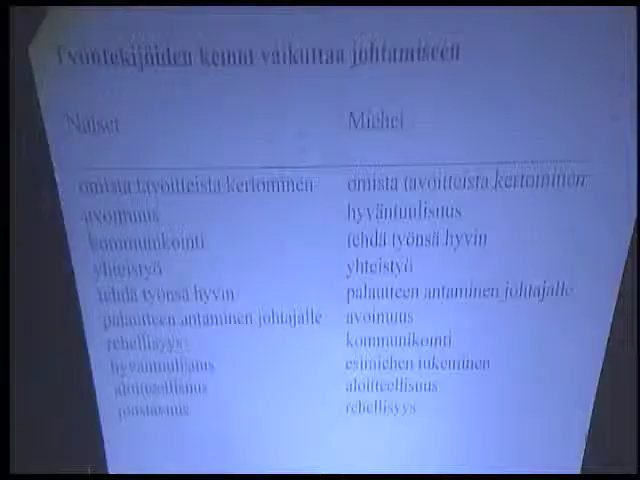 Työntekijöiden keinot vaikuttaa johtamiseen
Naiset Miehet
omista tavoitteista kertominen omista tavoitteista kertominen
avoimuus hyväntuulisuus
kommunikointi tehdä työnsä hyvin
yhteistyö yhteistyö
tehdä työnsä hyvin palautteen antaminen johtajalle
palautteen antaminen johtajalle avoimuus
rehellisyys kommunikointi
hyväntuulisuus esimiehen tukeminen
aloitteellisuus aloitteellisuus
joustavuus rehellisyys